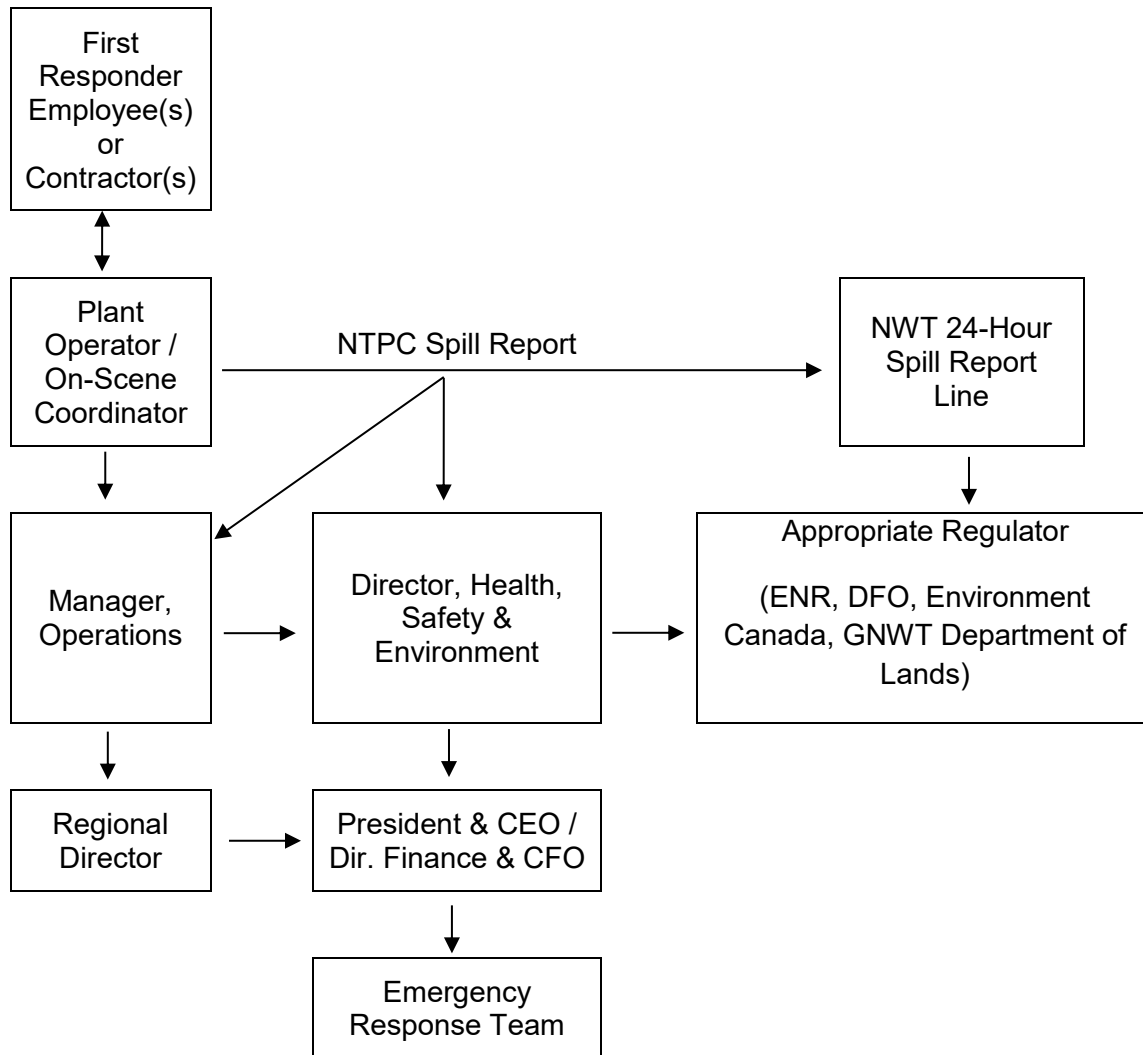 First
Responder
Employee(s)
or
Contractor(s)
Plant
Operator /
On-Scene
Coordinator
NTPC Spill Report
NWT 24-Hour
Spill Report
Line
Manager,
Operations
Director, Health,
Safety &
Environment
Appropriate Regulator
(ENR, DFO, Environment
Canada, GNWT Department of
Lands)
Regional
Director
President & CEO /
Dir. Finance & CFO
Emergency
Response Team